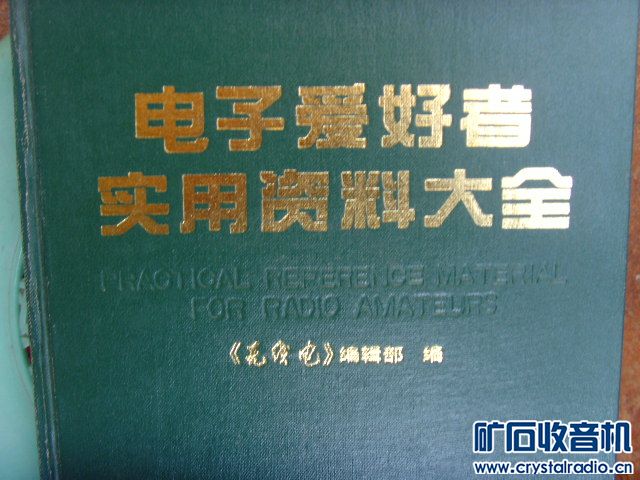 电子爱好者
实用资料大全
PRACTICAL REFERENCE MATERIAL
FOR RADIO AMATEURS
《无线电》编辑部 编
矿石收音机
www.crystalradio.cn